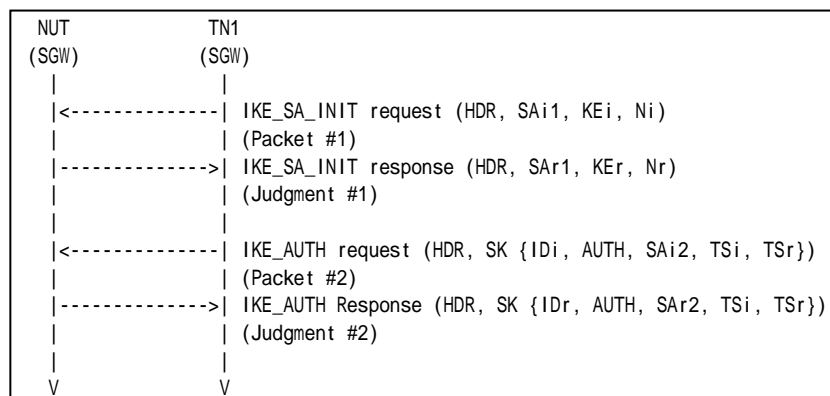 NUT TN1
(SGW) (SGW)
| |
|<--------------| IKE_SA_INIT request (HDR, SAi1, KEi, Ni)
| | (Packet #1)
|-------------->| IKE_SA_INIT response (HDR, SAr1, KEr, Nr)
| | (Judgment #1)
| |
|<--------------| IKE_AUTH request (HDR, SK {IDi, AUTH, SAi2, TSi, TSr})
| | (Packet #2)
|-------------->| IKE_AUTH Response (HDR, SK {IDr, AUTH, SAr2, TSi, TSr})
| | (Judgment #2)
| |
V V